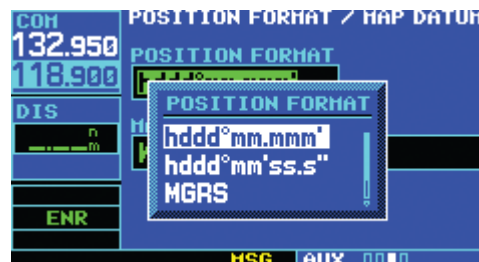 COM
132.950
118.900
DIS
n
m
ENR
POSITION FORMAT / MAP DATUM
POSITION FORMAT
POSITION FORMAT
hddd°mm.mmm'
hddd°mm'ss.s"
MGRS
MSG AUX